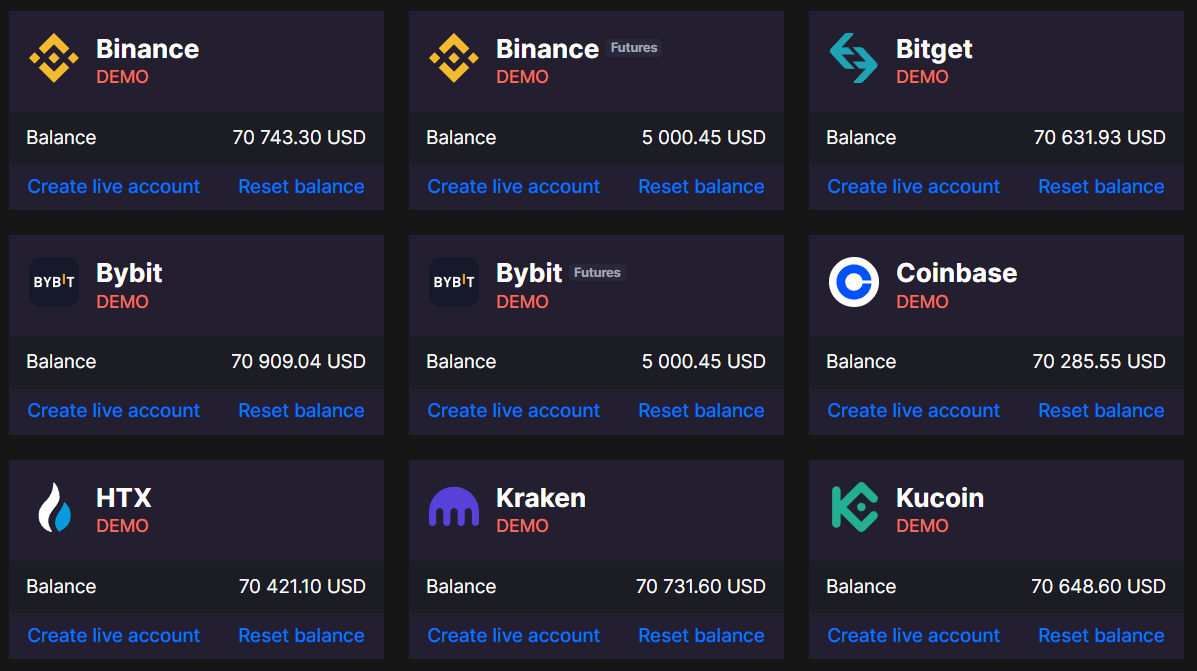 Binance
DEMO
Balance 70 743.30 USD
Create live account Reset balance
Binance Futures
DEMO
Balance 5 000.45 USD
Create live account Reset balance
Bitget
DEMO
Balance 70 631.93 USD
Create live account Reset balance
BYBIT Bybit
DEMO
Balance 70 909.04 USD
Create live account Reset balance
BYBIT Bybit Futures
DEMO
Balance 5 000.45 USD
Create live account Reset balance
Coinbase
DEMO
Balance 70 285.55 USD
Create live account Reset balance
HTX
DEMO
Balance 70 421.10 USD
Create live account Reset balance
Kraken
DEMO
Balance 70 731.60 USD
Create live account Reset balance
Kucoin
DEMO
Balance 70 648.60 USD
Create live account Reset balance